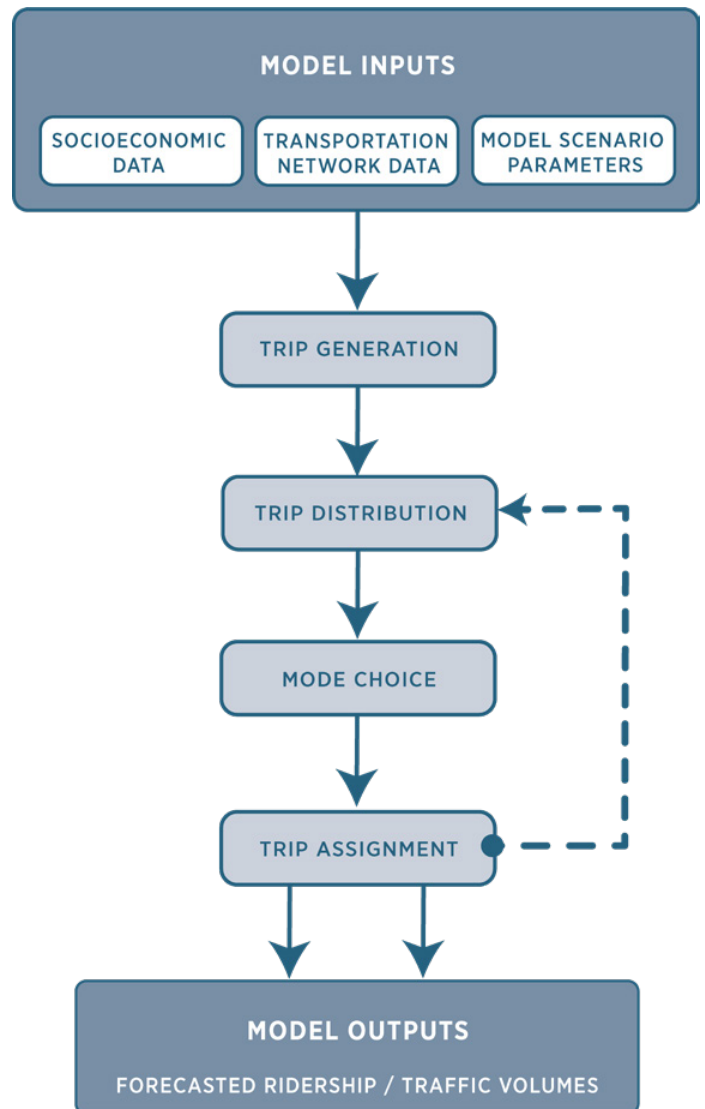 MODEL INPUTS
SOCIOECONOMIC
DATA
TRANSPORTATION
NETWORK DATA
MODEL SCENARIO
PARAMETERS
TRIP GENERATION
TRIP DISTRIBUTION
MODE CHOICE
TRIP ASSIGNMENT
MODEL OUTPUTS
FORECASTED RIDERSHIP / TRAFFIC VOLUMES